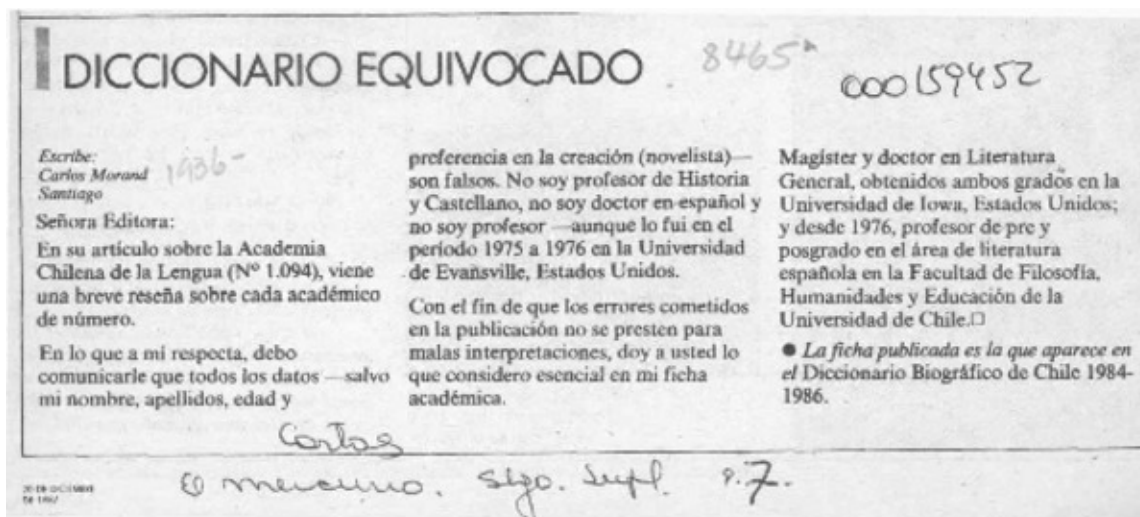 DICCIONARIO EQUIVOCADO
8465
000159452
Escribe:
Carlos Morand
Santiago
1936-
Señora Editora:
En su artículo sobre la Academia
Chilena de la Lengua (Nº 1.094), viene
una breve reseña sobre cada académico
de número.
En lo que a mí respecta, debo
comunicarle que todos los datos —salvo
mi nombre, apellidos, edad y
preferencia en la creación (novelista)—
son falsos. No soy profesor de Historia
y Castellano, no soy doctor en español y
no soy profesor —aunque lo fui en el
período 1975 a 1976 en la Universidad
de Evansville, Estados Unidos.
Con el fin de que los errores cometidos
en la publicación no se presten para
malas interpretaciones, doy a usted lo
que considero esencial en mi ficha
académica.
Magíster y doctor en Literatura
General, obtenidos ambos grados en la
Universidad de Iowa, Estados Unidos;
y desde 1976, profesor de pre y
posgrado en el área de literatura
española en la Facultad de Filosofía,
Humanidades y Educación de la
Universidad de Chile.□
● La ficha publicada es la que aparece en
el Diccionario Biográfico de Chile 1984-
1986.
Cartas
El Mercurio. Stgo. Supl. p.7.